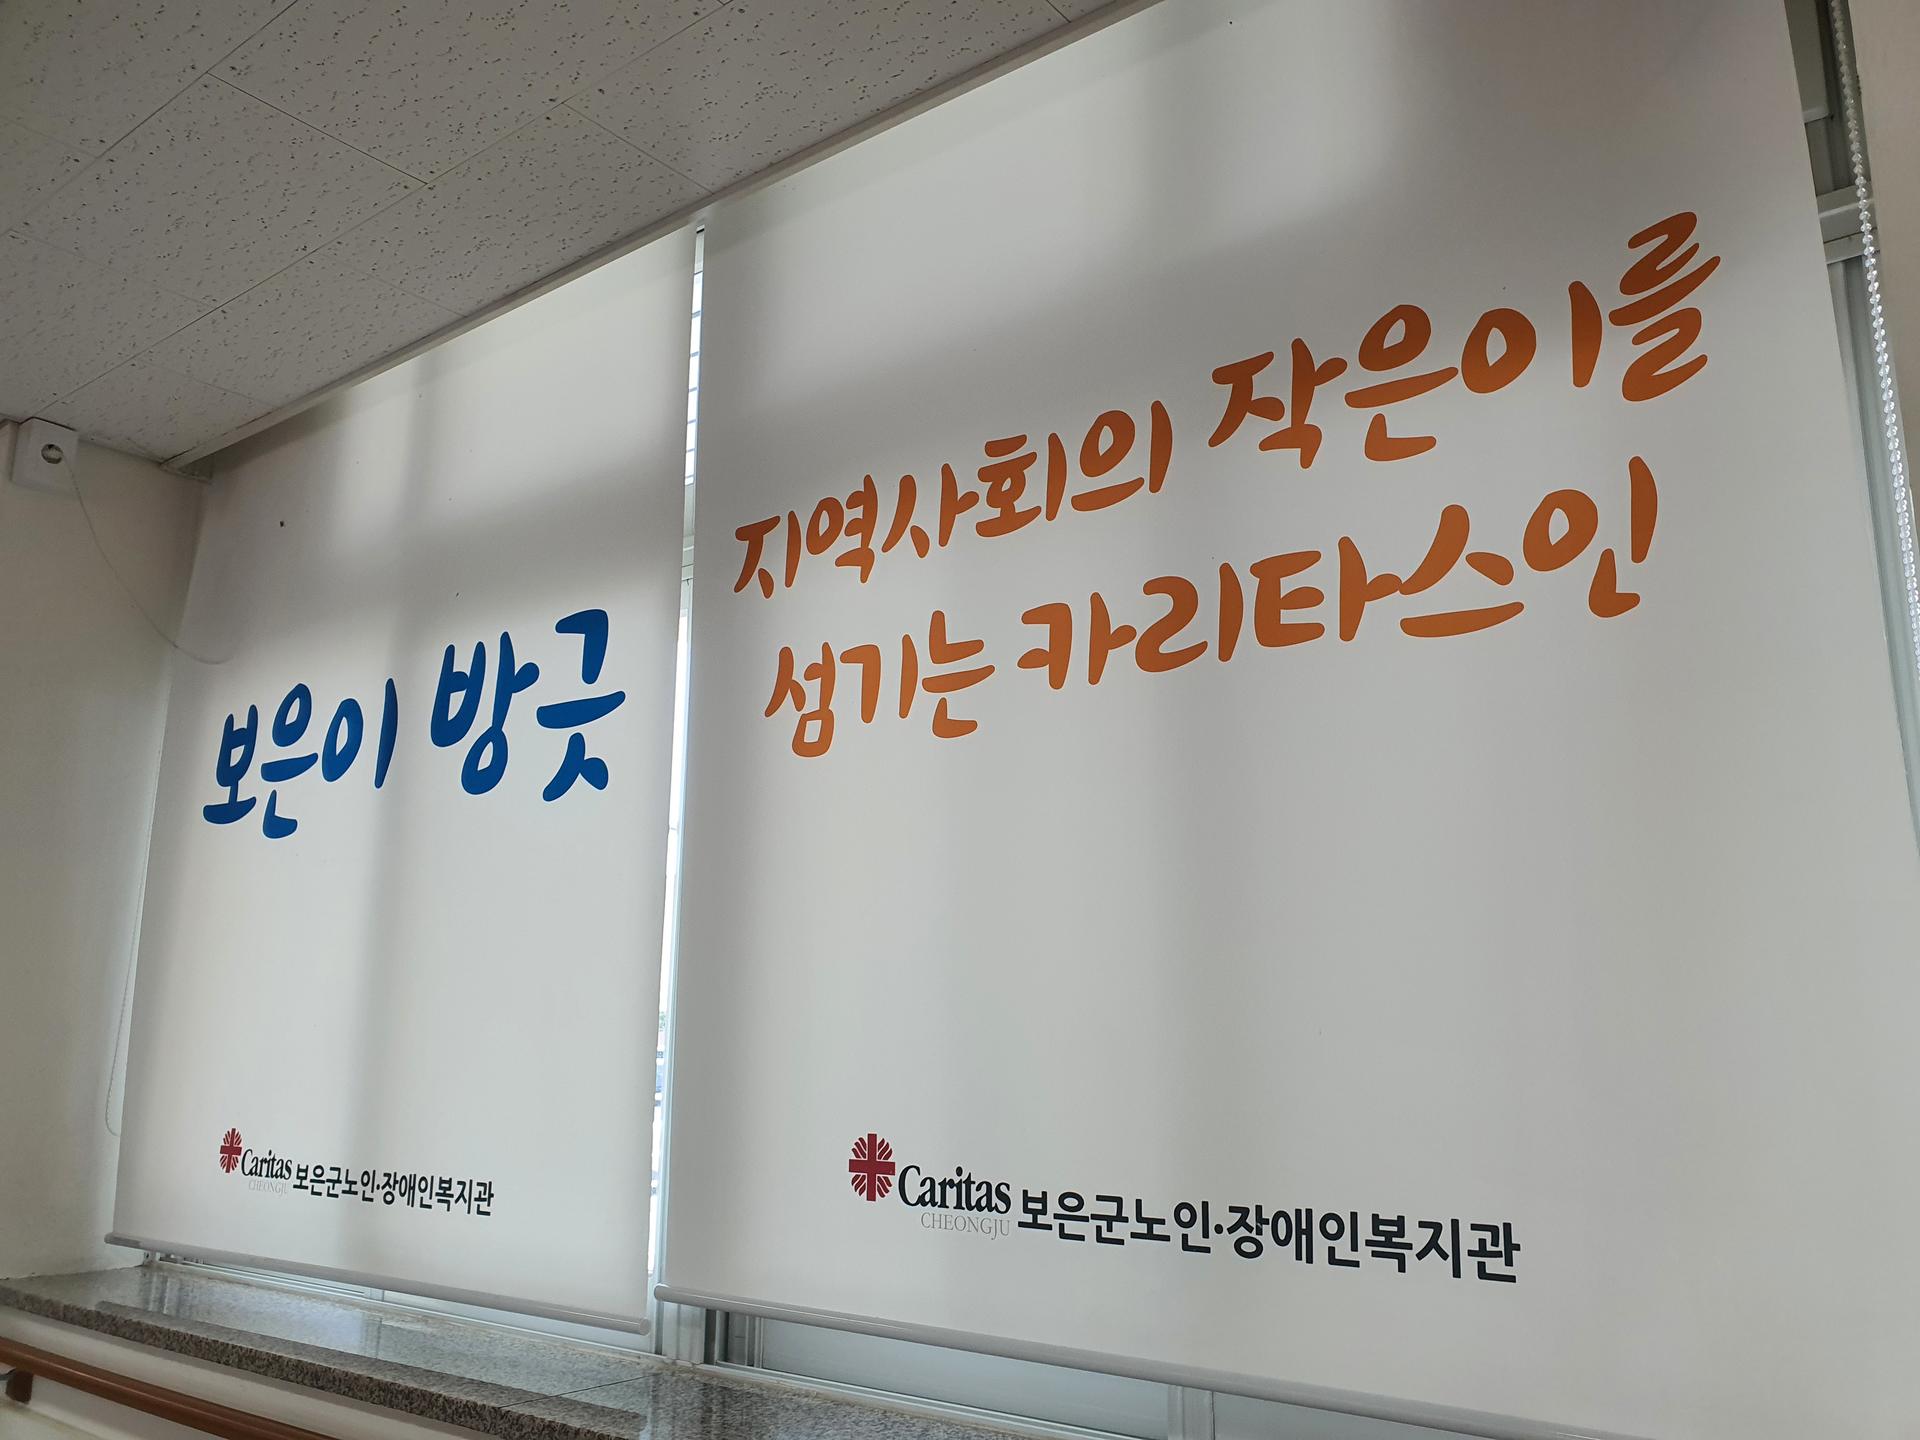 보은이 방긋
Caritas
CHEONGJU
보은군노인·장애인복지관
지역사회의 작은이를
섬기는 카리타스인
Caritas
CHEONGJU
보은군노인·장애인복지관